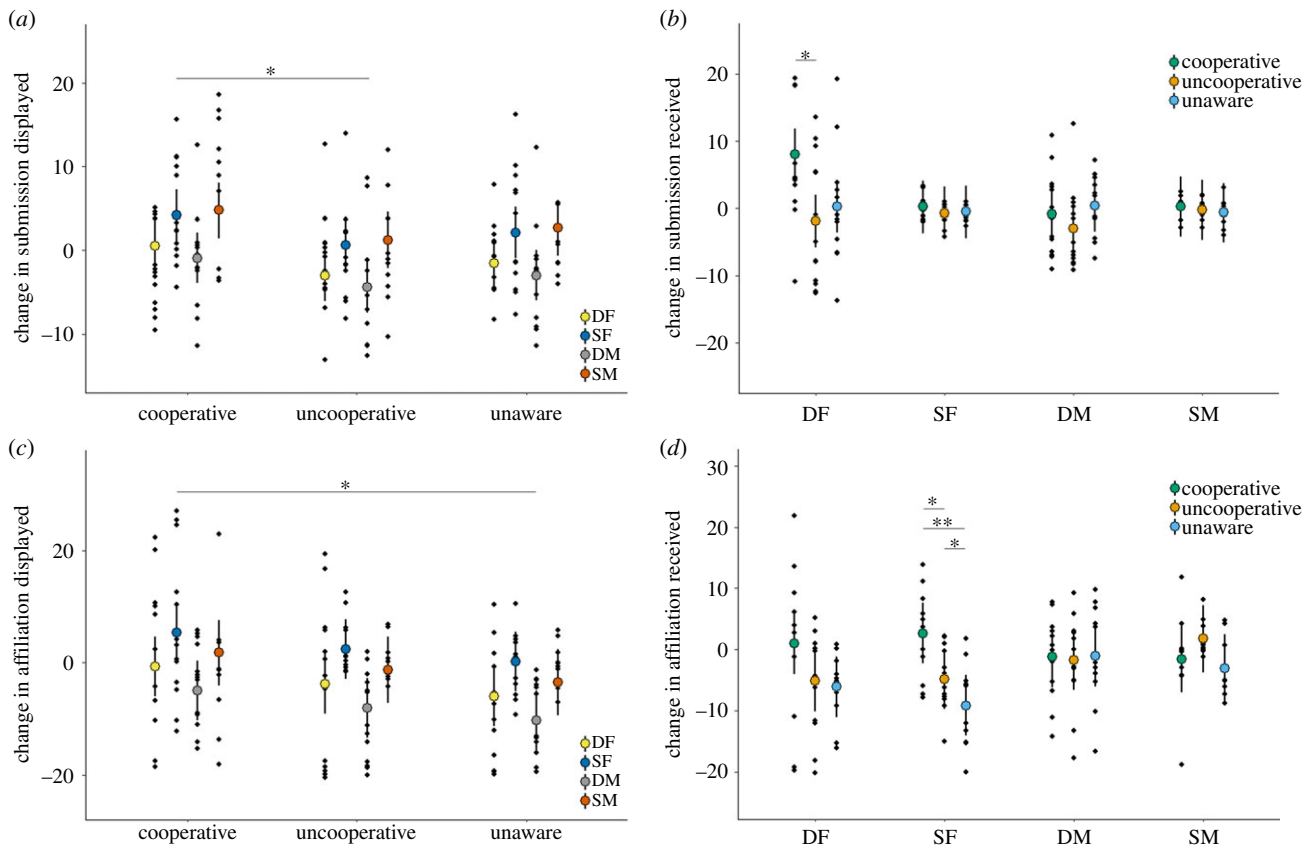 (a)
change in submission displayed
20
10
0
–10
*
DF
SF
DM
SM
cooperative uncooperative unaware
(b)
change in submission received
20
10
0
–10
–20
*
cooperative
uncooperative
unaware
DF SF DM SM
(c)
change in affiliation displayed
20
0
–20
*
DF
SF
DM
SM
cooperative uncooperative unaware
(d)
change in affiliation received
30
20
10
0
–10
–20
*
**
*
cooperative
uncooperative
unaware
DF SF DM SM